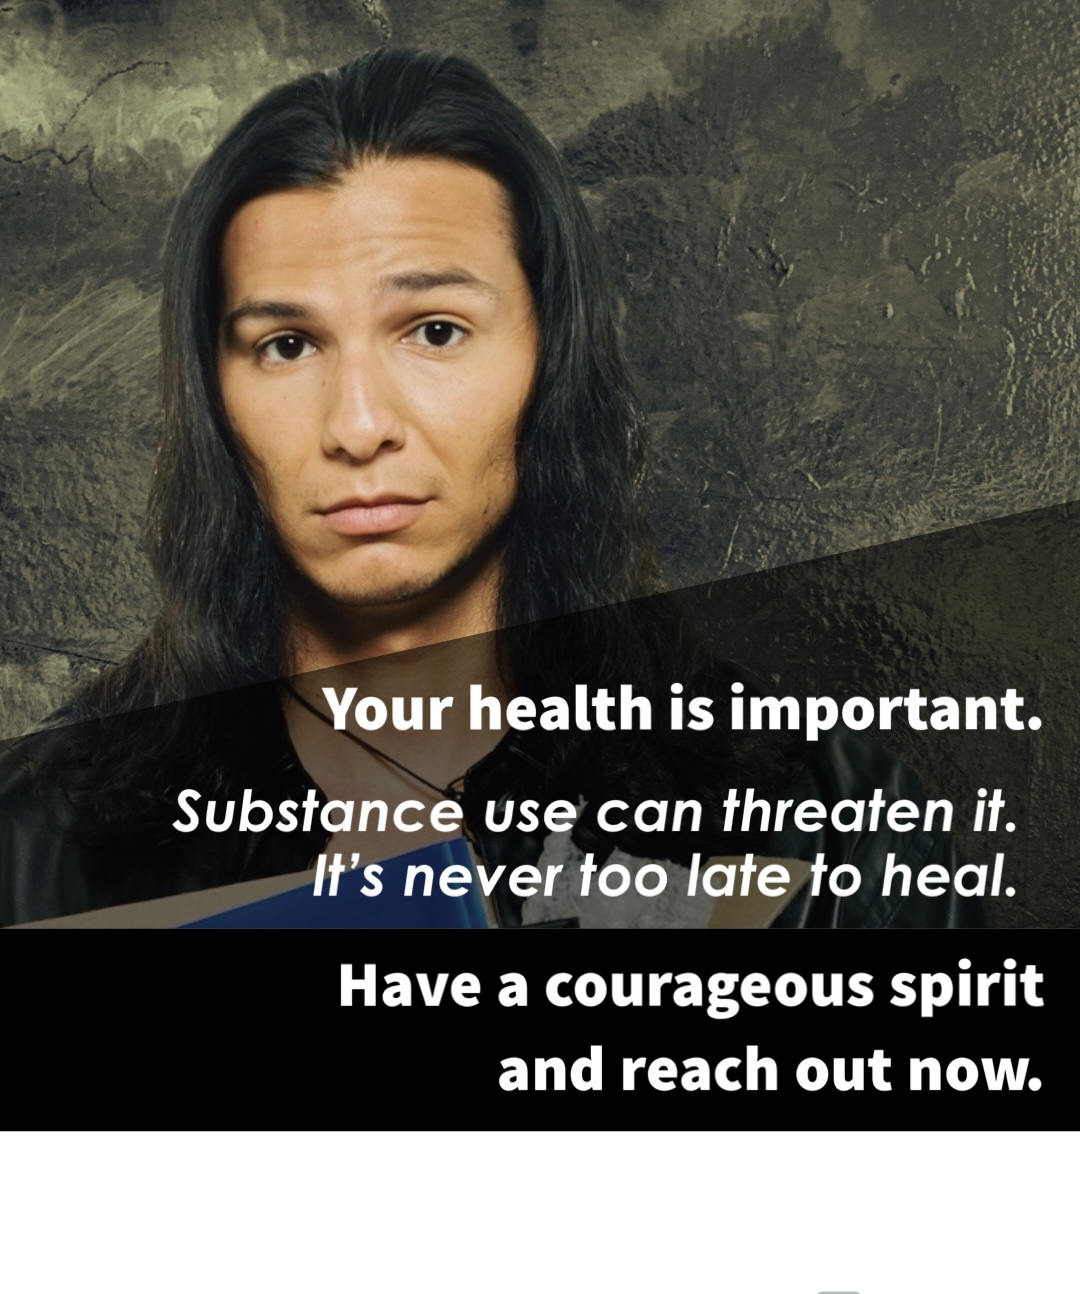 Your health is important.
Substance use can threaten it.
It’s never too late to heal.
Have a courageous spirit
and reach out now.